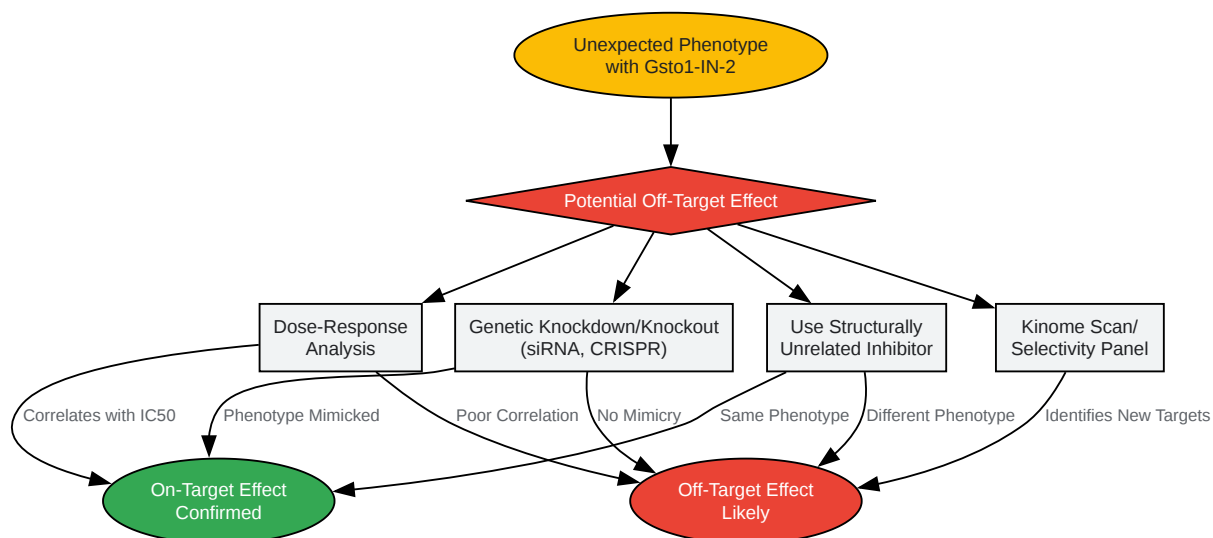 Unexpected Phenotype
with Gsto1-IN-2
Potential Off-Target Effect
Dose-Response
Analysis
Genetic Knockdown/Knockout
(siRNA, CRISPR)
Use Structurally
Unrelated Inhibitor
Kinome Scan/
Selectivity Panel
Correlates with IC50
Phenotype Mimicked
Poor Correlation
No Mimicry
Same Phenotype
Different Phenotype
Identifies New Targets
On-Target Effect
Confirmed
Off-Target Effect
Likely